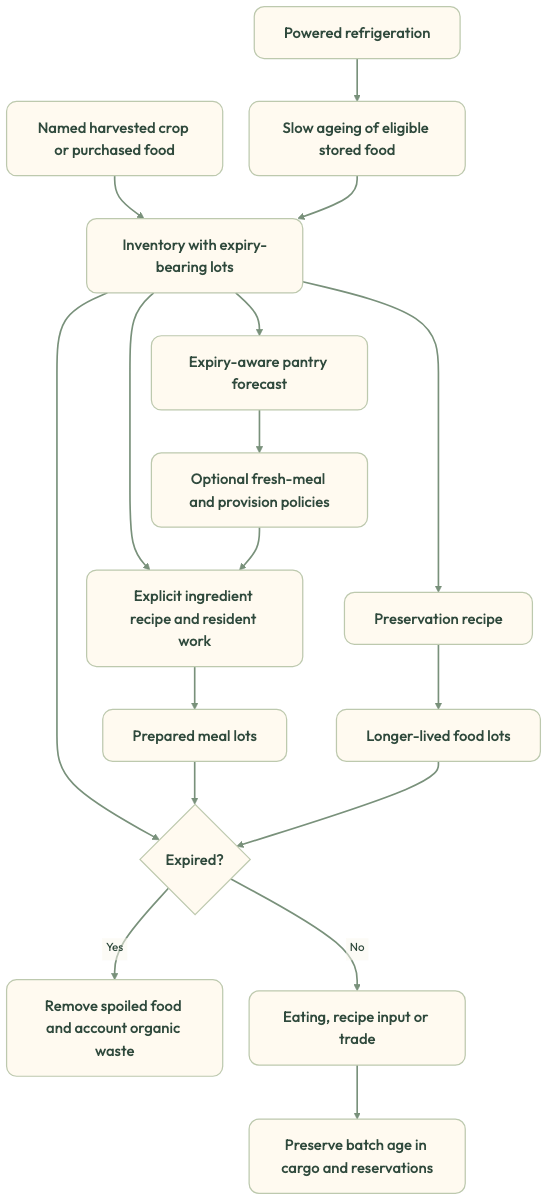 Powered refrigeration
Named harvested crop
or purchased food
Slow ageing of eligible
stored food
Inventory with expiry-
bearing lots
Expiry-aware pantry
forecast
Optional fresh-meal
and provision policies
Explicit ingredient
recipe and resident
work
Preservation recipe
Prepared meal lots
Longer-lived food lots
Expired?
Yes
No
Remove spoiled food
and account organic
waste
Eating, recipe input or
trade
Preserve batch age in
cargo and reservations